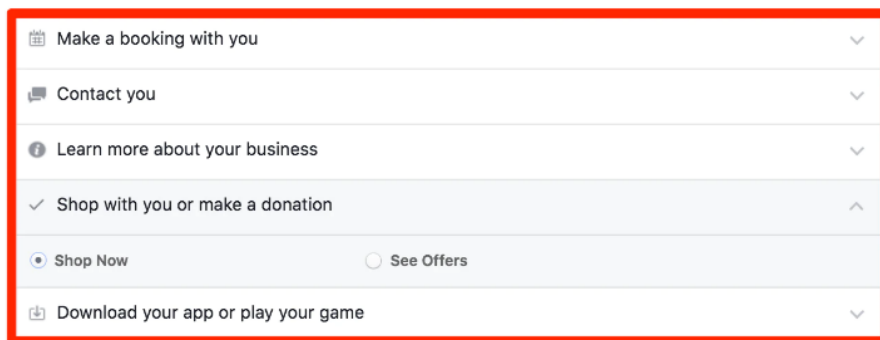 Make a booking with you
Contact you
Learn more about your business
Shop with you or make a donation
Shop Now See Offers
Download your app or play your game